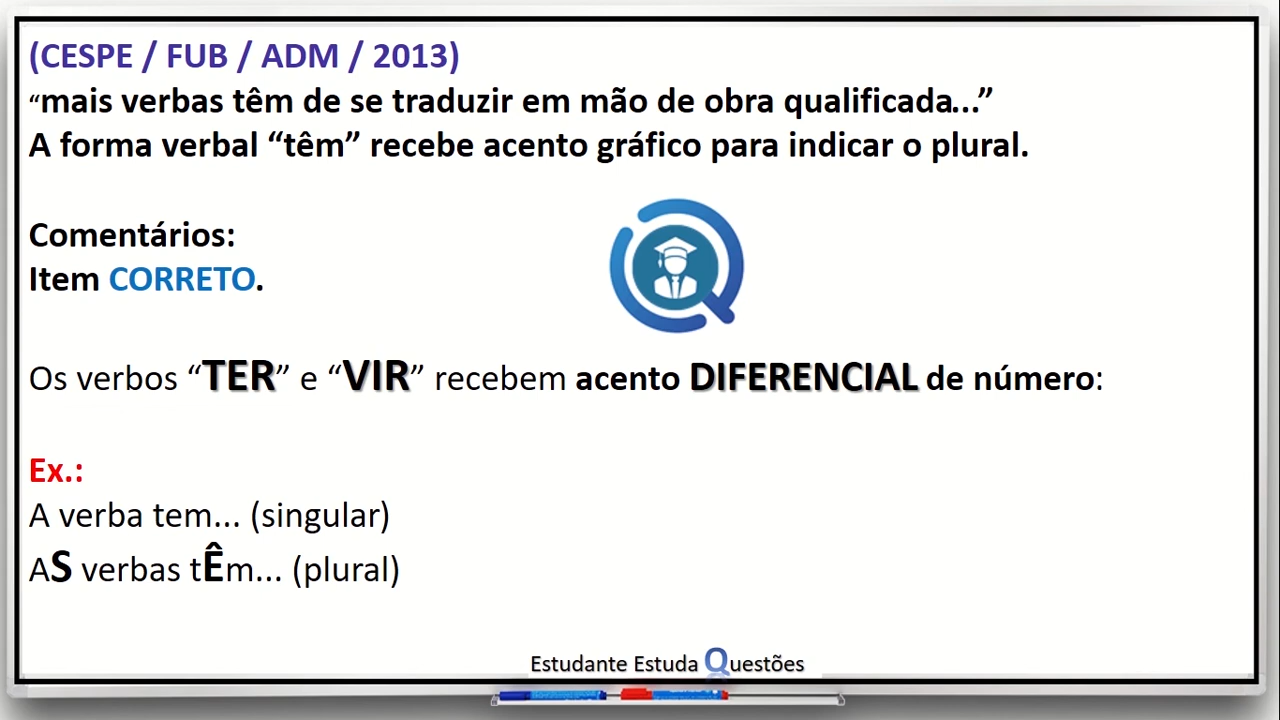 (CESPE / FUB / ADM / 2013)
“mais verbas têm de se traduzir em mão de obra qualificada...”
A forma verbal “têm” recebe acento gráfico para indicar o plural.
Comentários:
Item CORRETO.
Os verbos “TER” e “VIR” recebem acento DIFERENCIAL de número:
Ex.:
A verba tem... (singular)
AS verbas tÊm... (plural)
Estudante Estuda Questões